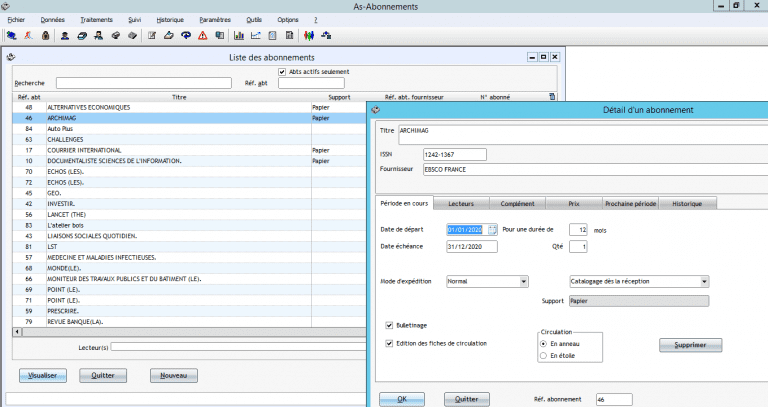 As-Abonnements
Fichier Données Traitements Suivi Historique Paramètres Outils Options ?
Liste des abonnements
Abts actifs seulement
Recherche Réf. abt
Réf. abt Titre Support Réf. abt. fournisseur N° abonné
48 ALTERNATIVES ECONOMIQUES Papier
46 ARCHIMAG Papier
84 Auto Plus
63 CHALLENGES
17 COURRIER INTERNATIONAL Papier
10 DOCUMENTALISTE SCIENCES DE L'INFORMATION. Papier
70 ECHOS (LES).
72 ECHOS (LES).
45 GEO.
42 INVESTIR.
56 LANCET (THE)
83 L'atelier bois
43 LIAISONS SOCIALES QUOTIDIEN.
81 LST
57 MEDECINE ET MALADIES INFECTIEUSES.
68 MONDE(LE).
66 MONITEUR DES TRAVAUX PUBLICS ET DU BATIMENT (LE).
69 POINT (LE).
71 POINT (LE).
59 PRESCRIRE.
79 REVUE BANQUE(LA).
Lecteur(s)
Visualiser Quitter Nouveau
Détail d'un abonnement
Titre ARCHIMAG
ISSN 1242-1367
Fournisseur EBSCO FRANCE
Période en cours Lecteurs Complément Prix Prochaine période Historique
Date de départ 01/01/2020 Pour une durée de 12 mois
Date échéance 31/12/2020 Qté 1
Mode d'expédition Normal Catalogage dès la réception
Support Papier
Bulletinage
Edition des fiches de circulation
Circulation
En anneau
En étoile
Supprimer
OK Quitter Réf. abonnement 46